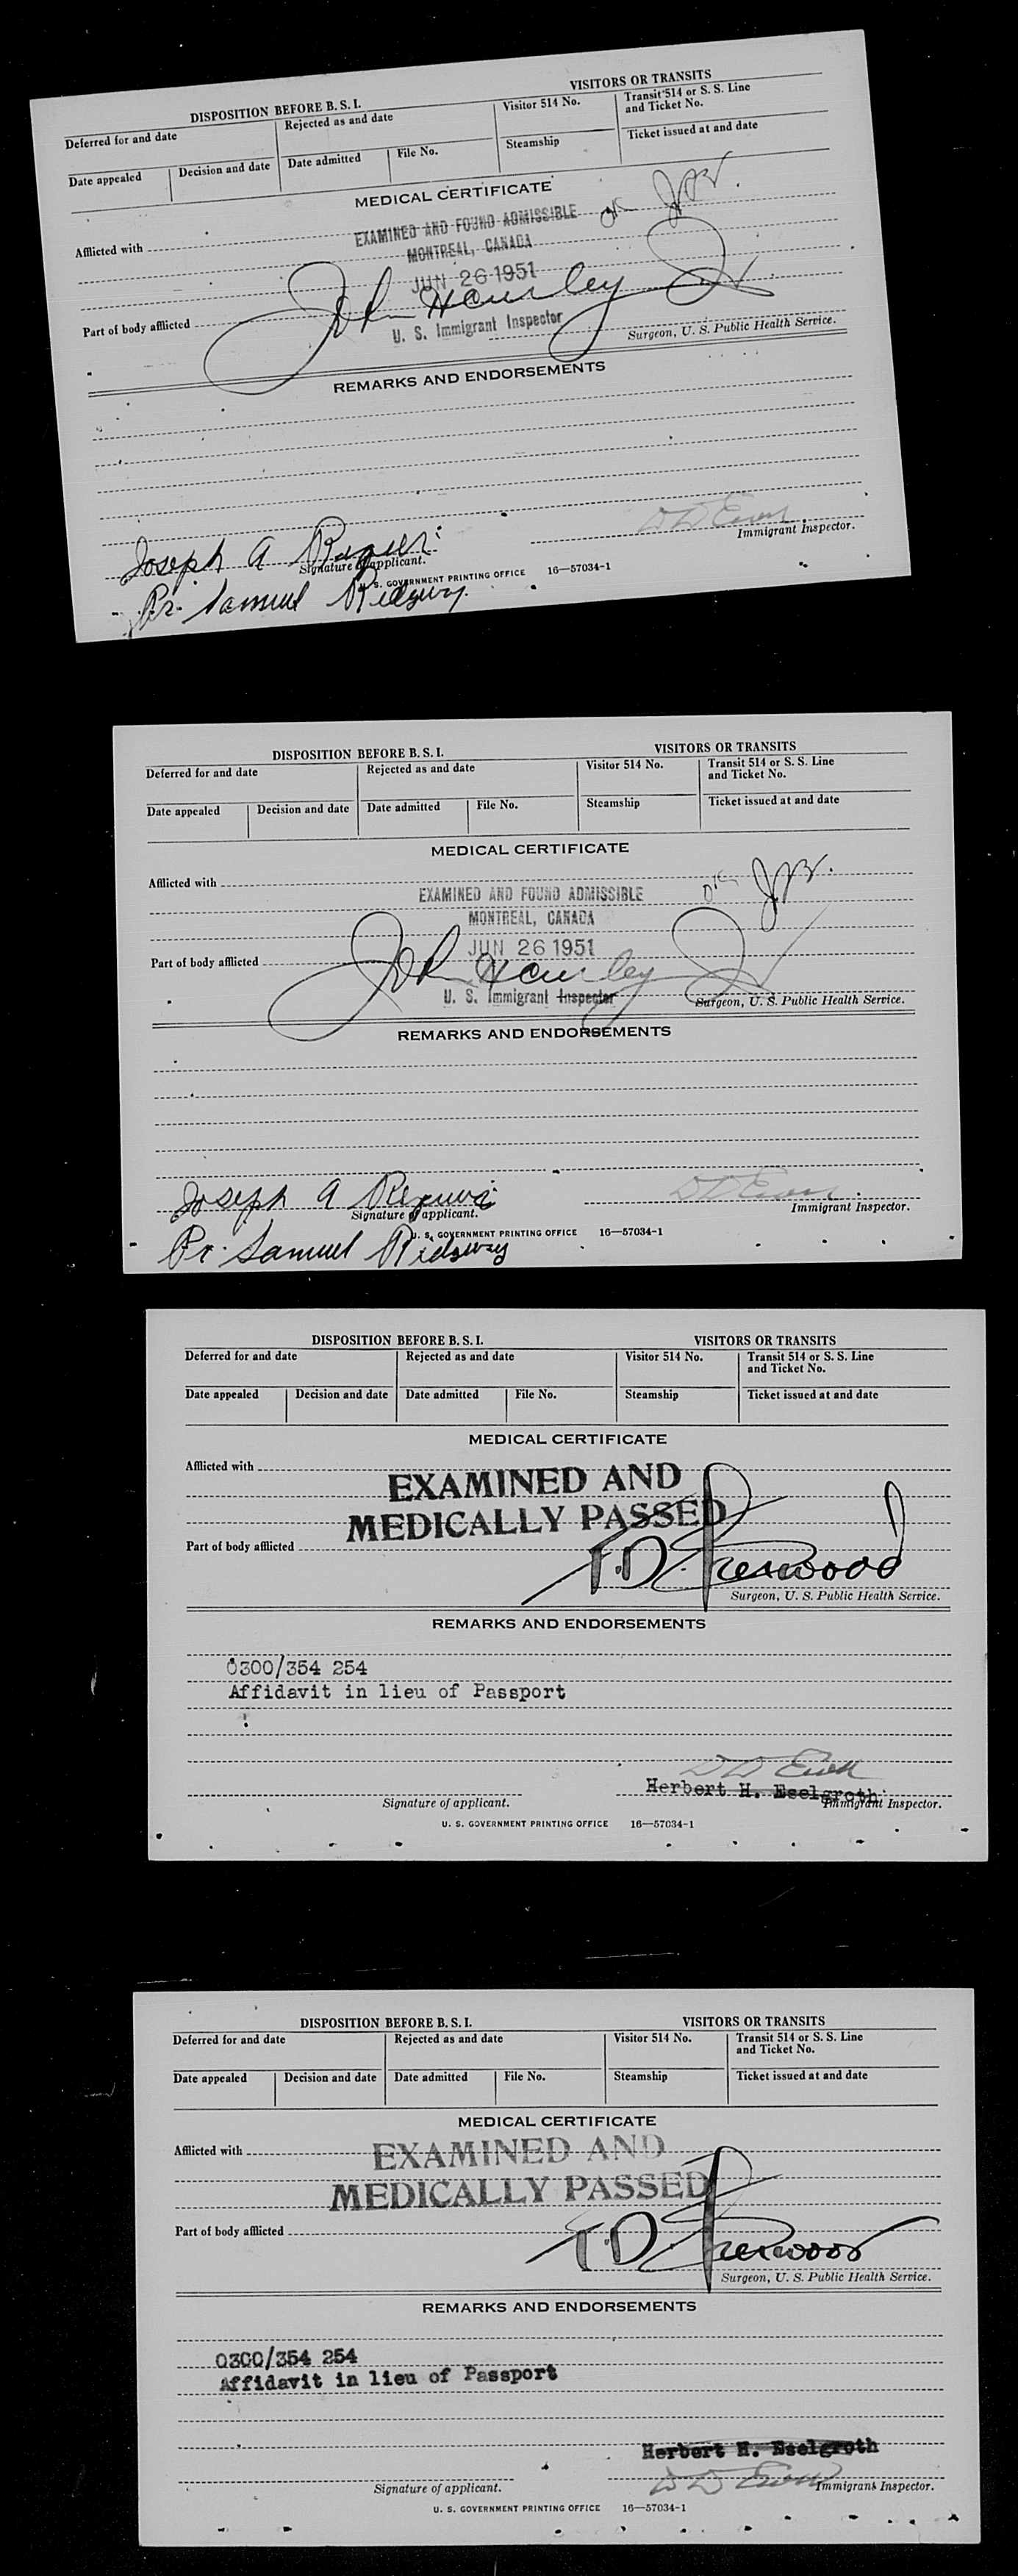 DISPOSITION BEFORE B. S. I.
VISITORS OR TRANSITS
Deferred for and date
Rejected as and date
Visitor 514 No.
Transit 514 or S. S. Line and Ticket No.
Date appealed
Decision and date
Date admitted
File No.
Steamship
Ticket issued at and date
MEDICAL CERTIFICATE
Afflicted with
EXAMINED AND FOUND ADMISSIBLE
MONTREAL, CANADA
JUN 26 1951
John
Part of body afflicted
U. S. Immigrant Inspector
Surgeon, U. S. Public Health Service.
REMARKS AND ENDORSEMENTS
Immigrant Inspector.
Joseph A
Signature of applicant.
U. S. GOVERNMENT PRINTING OFFICE 16—57034-1
Pr. Samuel Ridgway
DISPOSITION BEFORE B. S. I.
VISITORS OR TRANSITS
Deferred for and date
Rejected as and date
Visitor 514 No.
Transit 514 or S. S. Line
and Ticket No.
Date appealed
Decision and date
Date admitted
File No.
Steamship
Ticket issued at and date
MEDICAL CERTIFICATE
Afflicted with
EXAMINED AND FOUND ADMISSIBLE
MONTREAL, CANADA
JUN 26 1951
Part of body afflicted
John
U. S. Immigrant Inspector
Surgeon, U. S. Public Health Service.
REMARKS AND ENDORSEMENTS
Joseph A
Signature of applicant.
Immigrant Inspector.
U. S. GOVERNMENT PRINTING OFFICE 16—57034-1
Pr. Samuel Ridgway
DISPOSITION BEFORE B. S. I.
VISITORS OR TRANSITS
Deferred for and date
Rejected as and date
Visitor 514 No.
Transit 514 or S. S. Line
and Ticket No.
Date appealed
Decision and date
Date admitted
File No.
Steamship
Ticket issued at and date
MEDICAL CERTIFICATE
Afflicted with
EXAMINED AND
MEDICALLY PASSED
Part of body afflicted
Surgeon, U. S. Public Health Service.
REMARKS AND ENDORSEMENTS
0300/354 254
Affidavit in lieu of Passport
Herbert H. Eselgroth
Signature of applicant.
Immigrant Inspector.
U. S. GOVERNMENT PRINTING OFFICE 16—57034-1
DISPOSITION BEFORE B. S. I.
VISITORS OR TRANSITS
Deferred for and date
Rejected as and date
Visitor 514 No.
Transit 514 or S. S. Line
and Ticket No.
Date appealed
Decision and date
Date admitted
File No.
Steamship
Ticket issued at and date
MEDICAL CERTIFICATE
Afflicted with
EXAMINED AND
MEDICALLY PASSED
Part of body afflicted
Surgeon, U. S. Public Health Service.
REMARKS AND ENDORSEMENTS
0300/354 254
Affidavit in lieu of Passport
Herbert H. Eselgroth
Signature of applicant.
Immigrant Inspector.
U. S. GOVERNMENT PRINTING OFFICE 16—57034-1